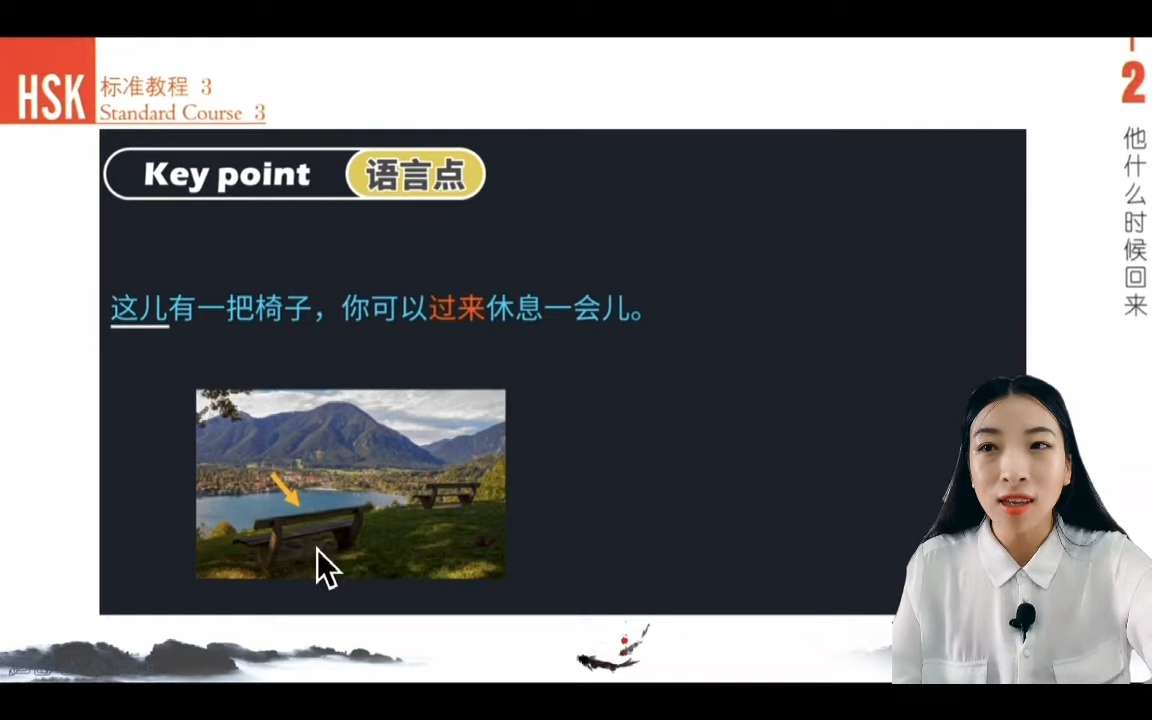 HSK
标准教程 3
Standard Course 3
2
他什么时候回来
Key point 语言点
这儿有一把椅子，你可以过来休息一会儿。